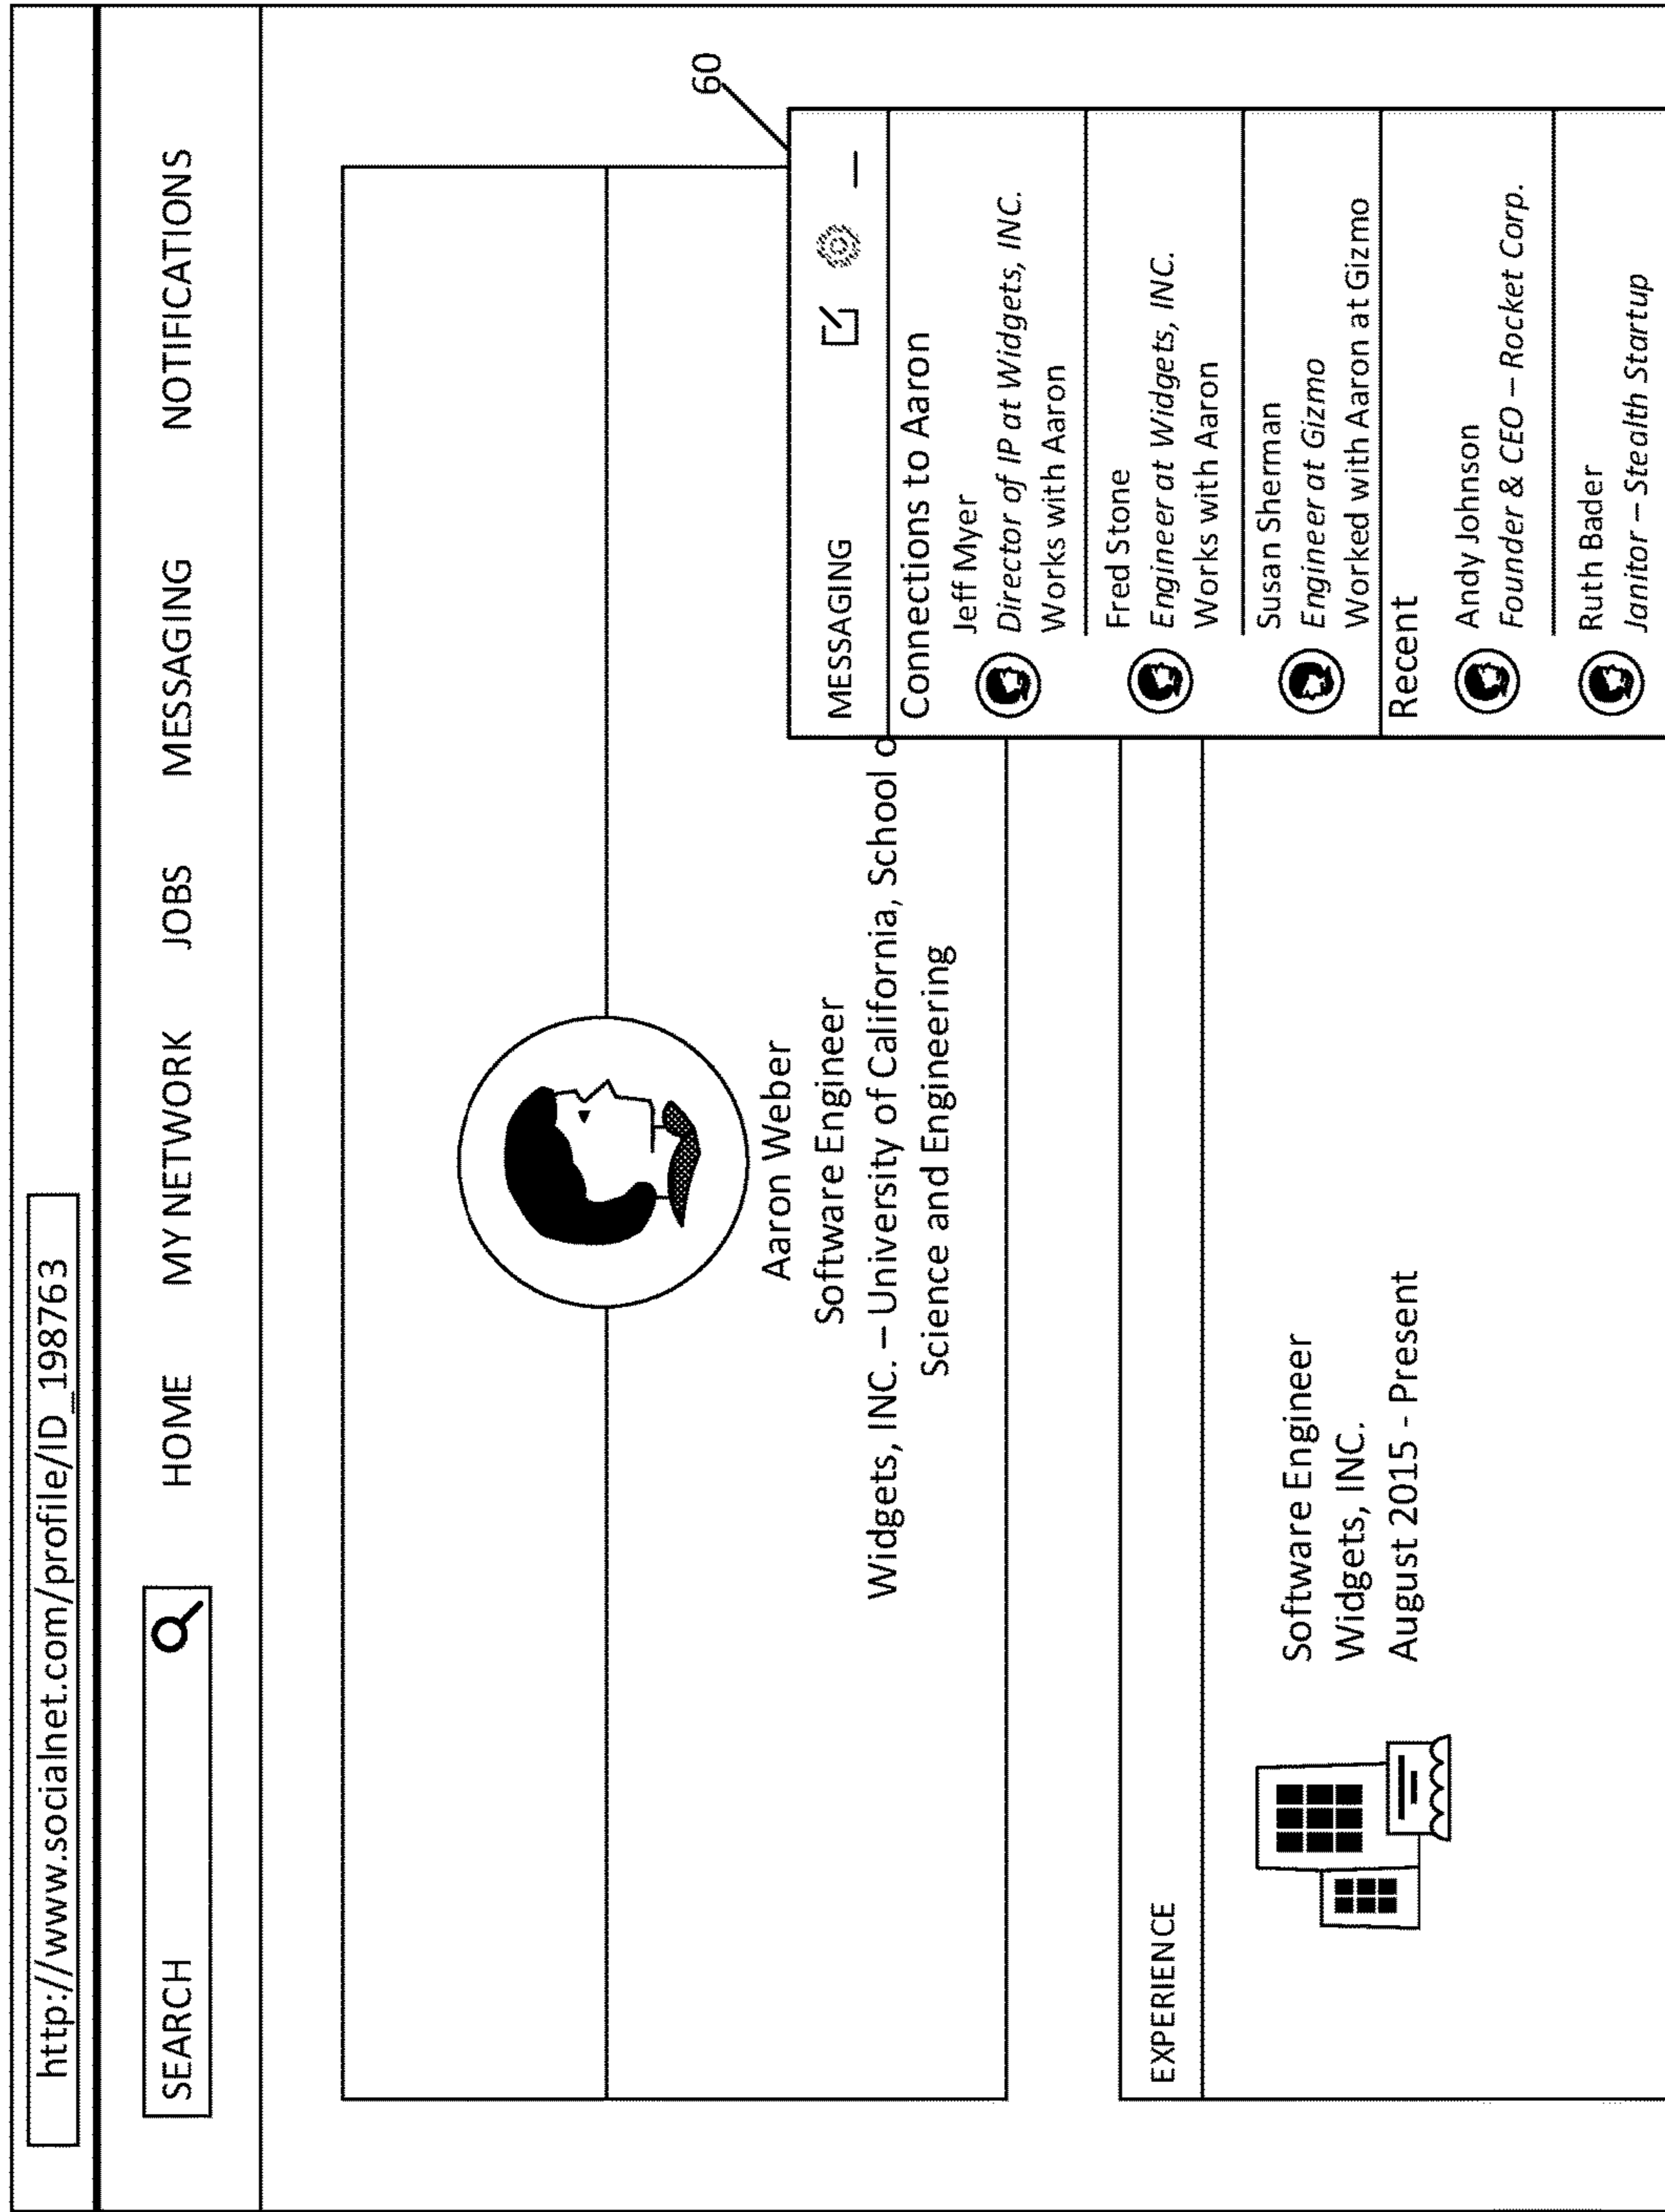 http://www.socialnet.com/profile/ID_198763
SEARCH
HOME
MY NETWORK
JOBS
MESSAGING
NOTIFICATIONS
Aaron Weber
Software Engineer
Widgets, INC. – University of California, School o
Science and Engineering
60
MESSAGING
Connections to Aaron
Jeff Myer
Director of IP at Widgets, INC.
Works with Aaron
Fred Stone
Engineer at Widgets, INC.
Works with Aaron
Susan Sherman
Engineer at Gizmo
Worked with Aaron at Gizmo
Recent
Andy Johnson
Founder & CEO – Rocket Corp.
Ruth Bader
Janitor – Stealth Startup
EXPERIENCE
Software Engineer
Widgets, INC.
August 2015 - Present